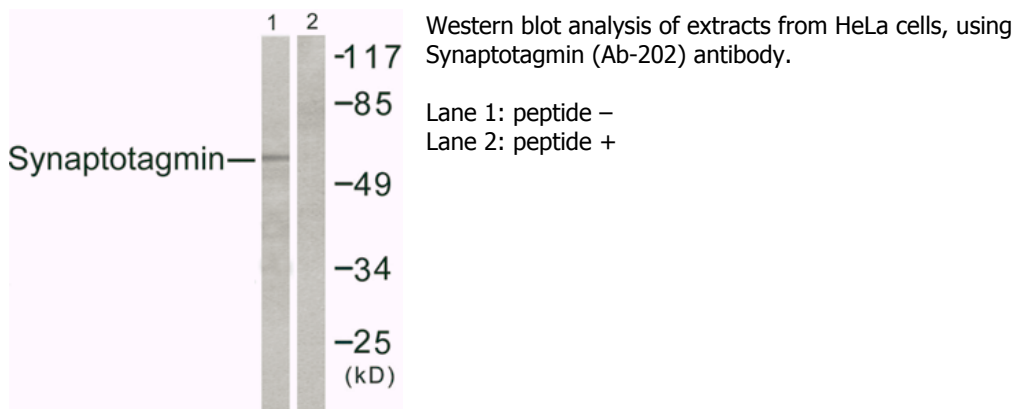 1 2
-117
-85
Synaptotagmin—
-49
-34
-25
(kD)
Western blot analysis of extracts from HeLa cells, using
Synaptotagmin (Ab-202) antibody.
Lane 1: peptide –
Lane 2: peptide +